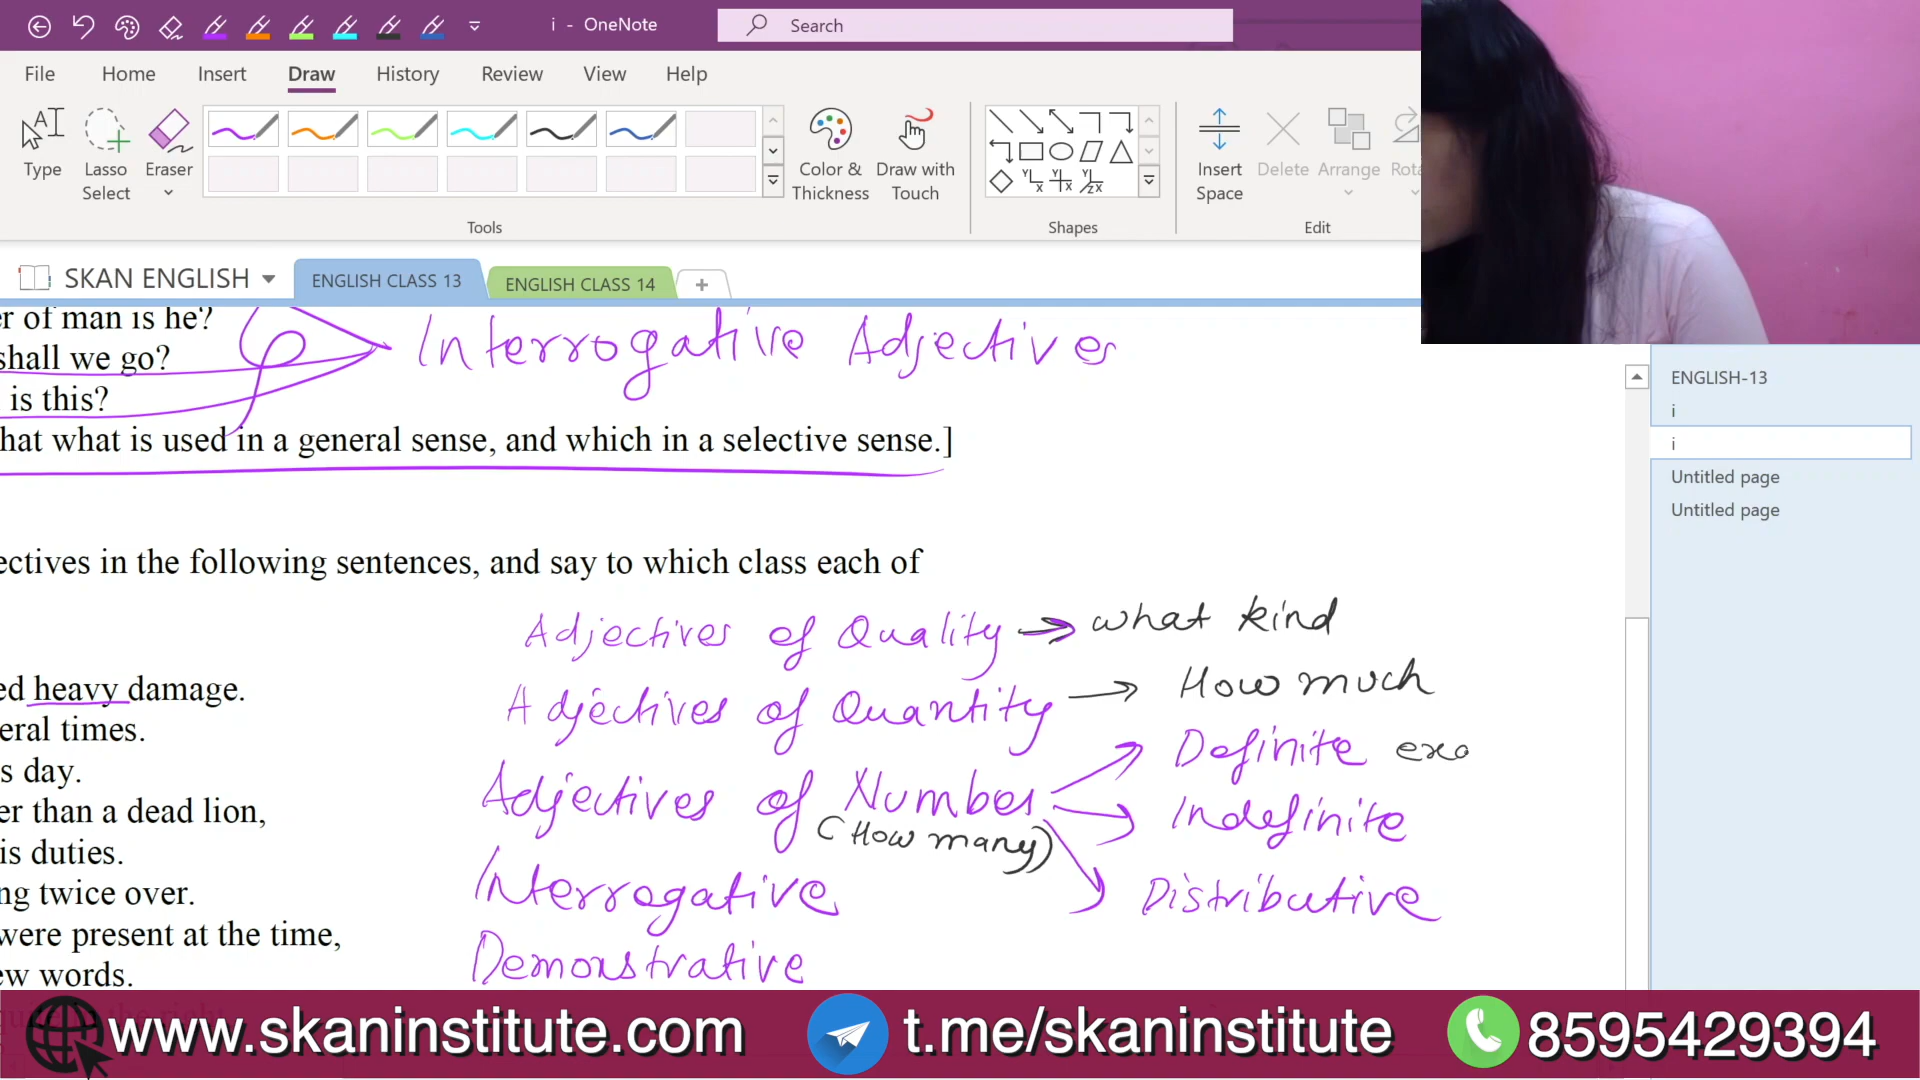 i - OneNote
Search
File Home Insert Draw History Review View Help
Type
Lasso Select
Eraser
Color & Thickness
Draw with Touch
Insert Space
Delete
Arrange
Rota
Tools
Shapes
Edit
SKAN ENGLISH
ENGLISH CLASS 13
ENGLISH CLASS 14
er of man is he?
shall we go?
is this?
hat what is used in a general sense, and which in a selective sense.]
Interrogative Adjectives
ectives in the following sentences, and say to which class each of
ed heavy damage.
eral times.
s day.
er than a dead lion,
is duties.
ng twice over.
were present at the time,
ew words.
Adjectives of Quality → what kind
Adjectives of Quantity → How much
Adjectives of Number
(How many)
Definite exa
Indefinite
Distributive
Interrogative
Demonstrative
ENGLISH-13
i
i
Untitled page
Untitled page
www.skaninstitute.com
t.me/skaninstitute
8595429394